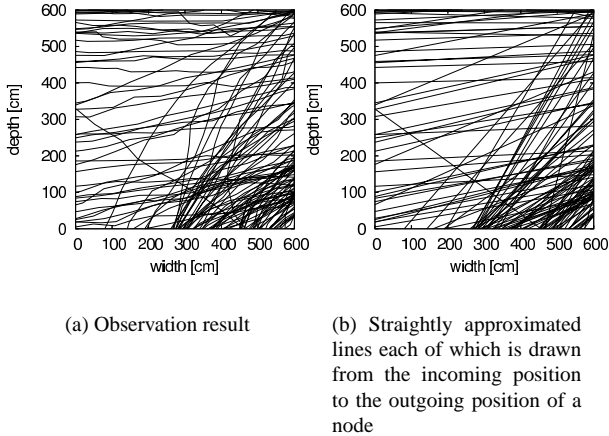 600
500
400
300
200
100
0
depth [cm]
0 100 200 300 400 500 600
width [cm]
600
500
400
300
200
100
0
depth [cm]
0 100 200 300 400 500 600
width [cm]
(a) Observation result
(b) Straightly approximated
lines each of which is drawn
from the incoming position
to the outgoing position of a
node